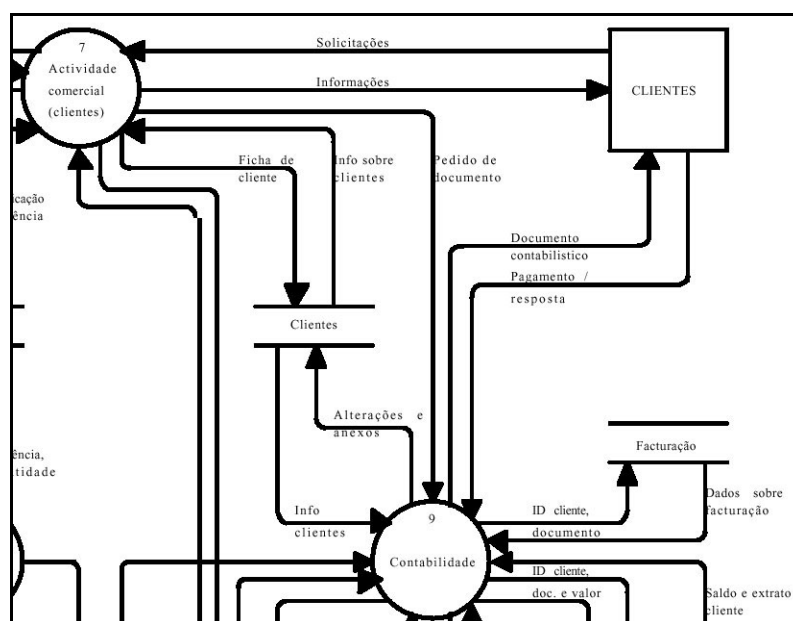 7
Actividade
comercial
(clientes)
Solicitações
Informações
CLIENTES
Ficha de
cliente
Info sobre
clientes
Pedido de
documento
icação
ência
Documento
contabilistico
Pagamento /
resposta
Clientes
Alterações e
anexos
Facturação
ência,
tidade
Info
clientes
9
Contabilidade
ID cliente,
documento
Dados sobre
facturação
ID cliente,
doc. e valor
Saldo e extrato
cliente